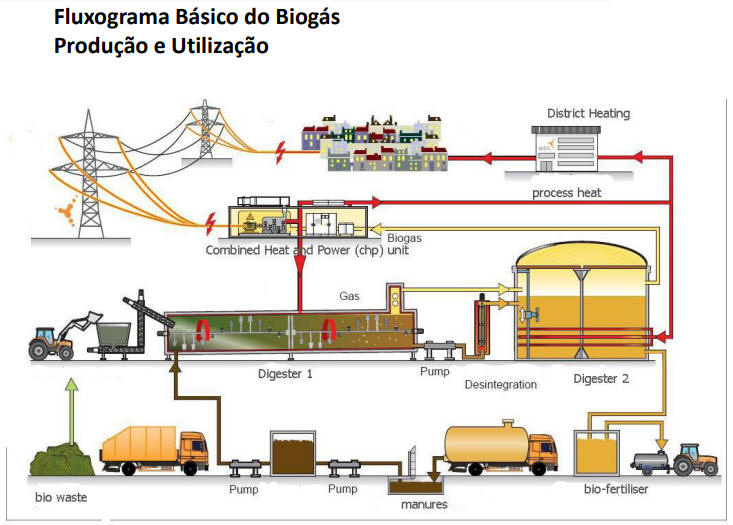 Fluxograma Básico do Biogás
Produção e Utilização
District Heating
process heat
Biogas
Combined Heat and Power (chp) unit
Gas
Digester 1
Pump
Desintegration
Digester 2
bio waste
Pump
Pump
manures
bio-fertiliser